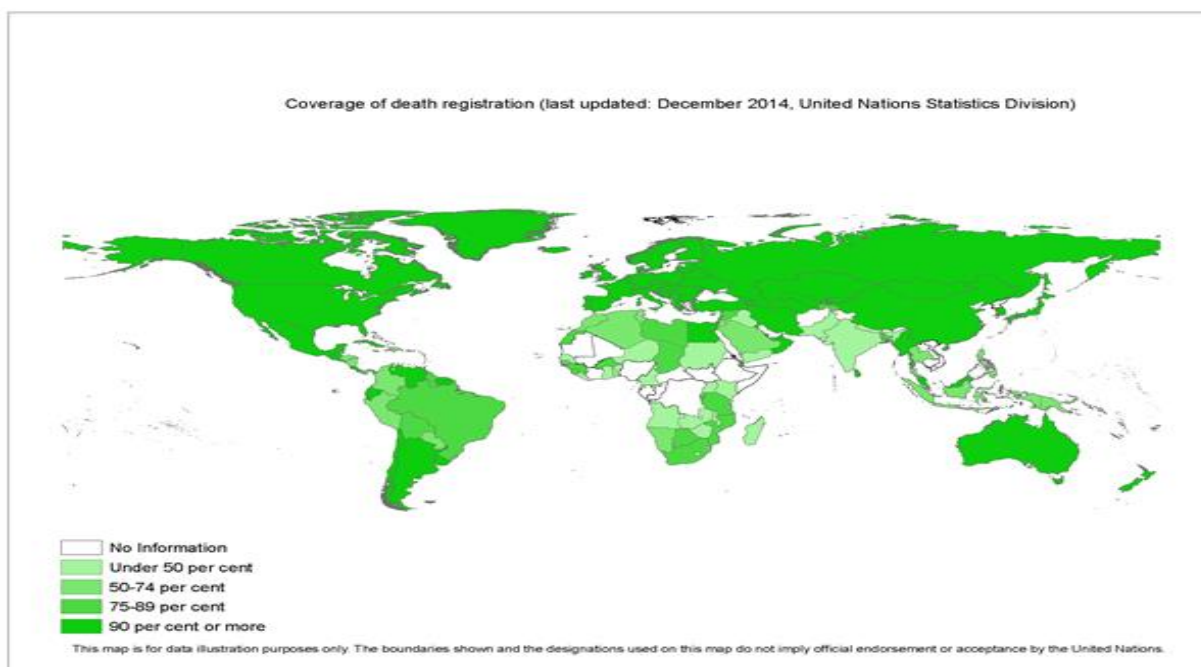 Coverage of death registration (last updated: December 2014, United Nations Statistics Division)
No Information
Under 50 per cent
50-74 per cent
75-89 per cent
90 per cent or more
This map is for data illustration purposes only. The boundaries shown and the designations used on this map do not imply official endorsement or acceptance by the United Nations.